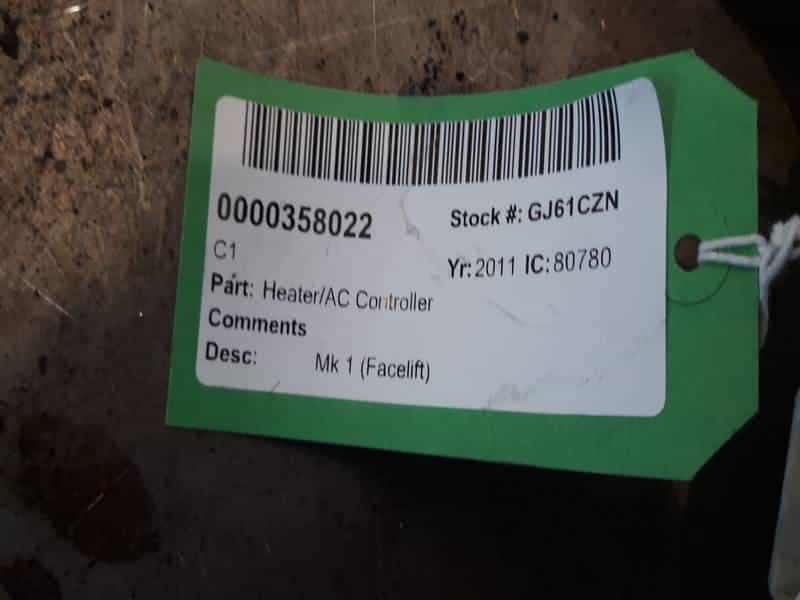 0000358022
Stock #: GJ61CZN
C1
Yr: 2011 IC: 80780
Part: Heater/AC Controller
Comments
Desc: Mk 1 (Facelift)